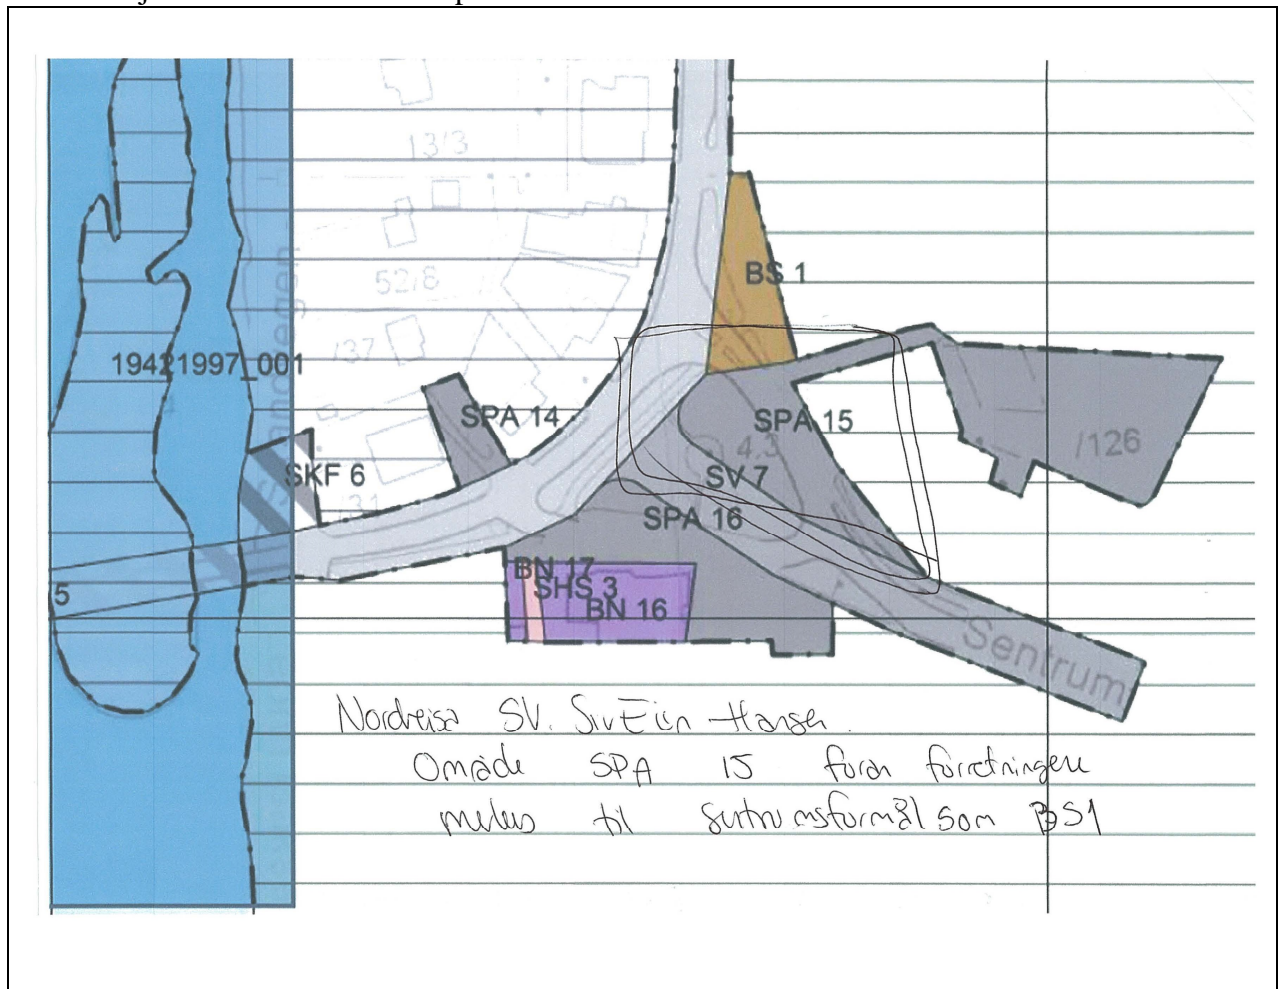 13/3
BS 1
52/8
/37
19421997_001
SPA 14
SPA 15
4.3
/126
SKF 6
SV 7
/31
SPA 16
BN 17
SHS 3
BN 16
5
Sentrum
Nordreisa SV. Siv Elin Hansen
Område SPA 15 foran forretningene
til sentrumsformål som BS1